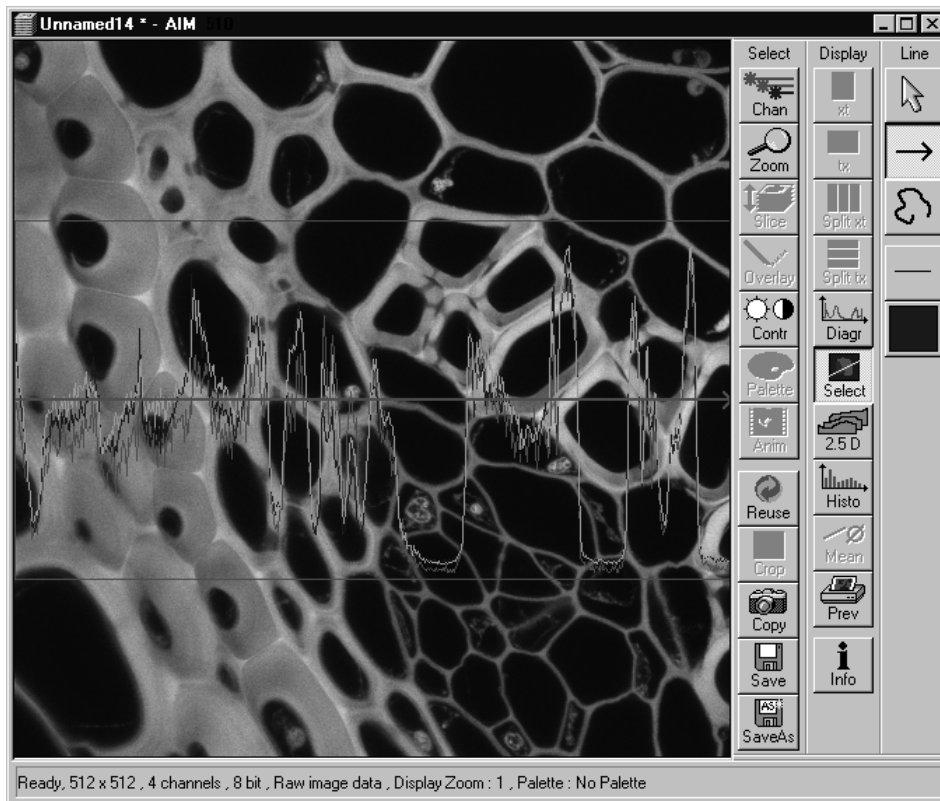 Unnamed14 * - AIM 510
Select
Chan
Zoom
Slice
Overlay
Contr
Palette
Anim
Reuse
Crop
Copy
Save
AS
SaveAs
Display
xt
tx
Split xt
Split tx
Diagr
Select
2.5 D
Histo
Mean
Prev
Info
Line
Ready, 512 x 512 , 4 channels , 8 bit , Raw image data , Display Zoom : 1 , Palette : No Palette